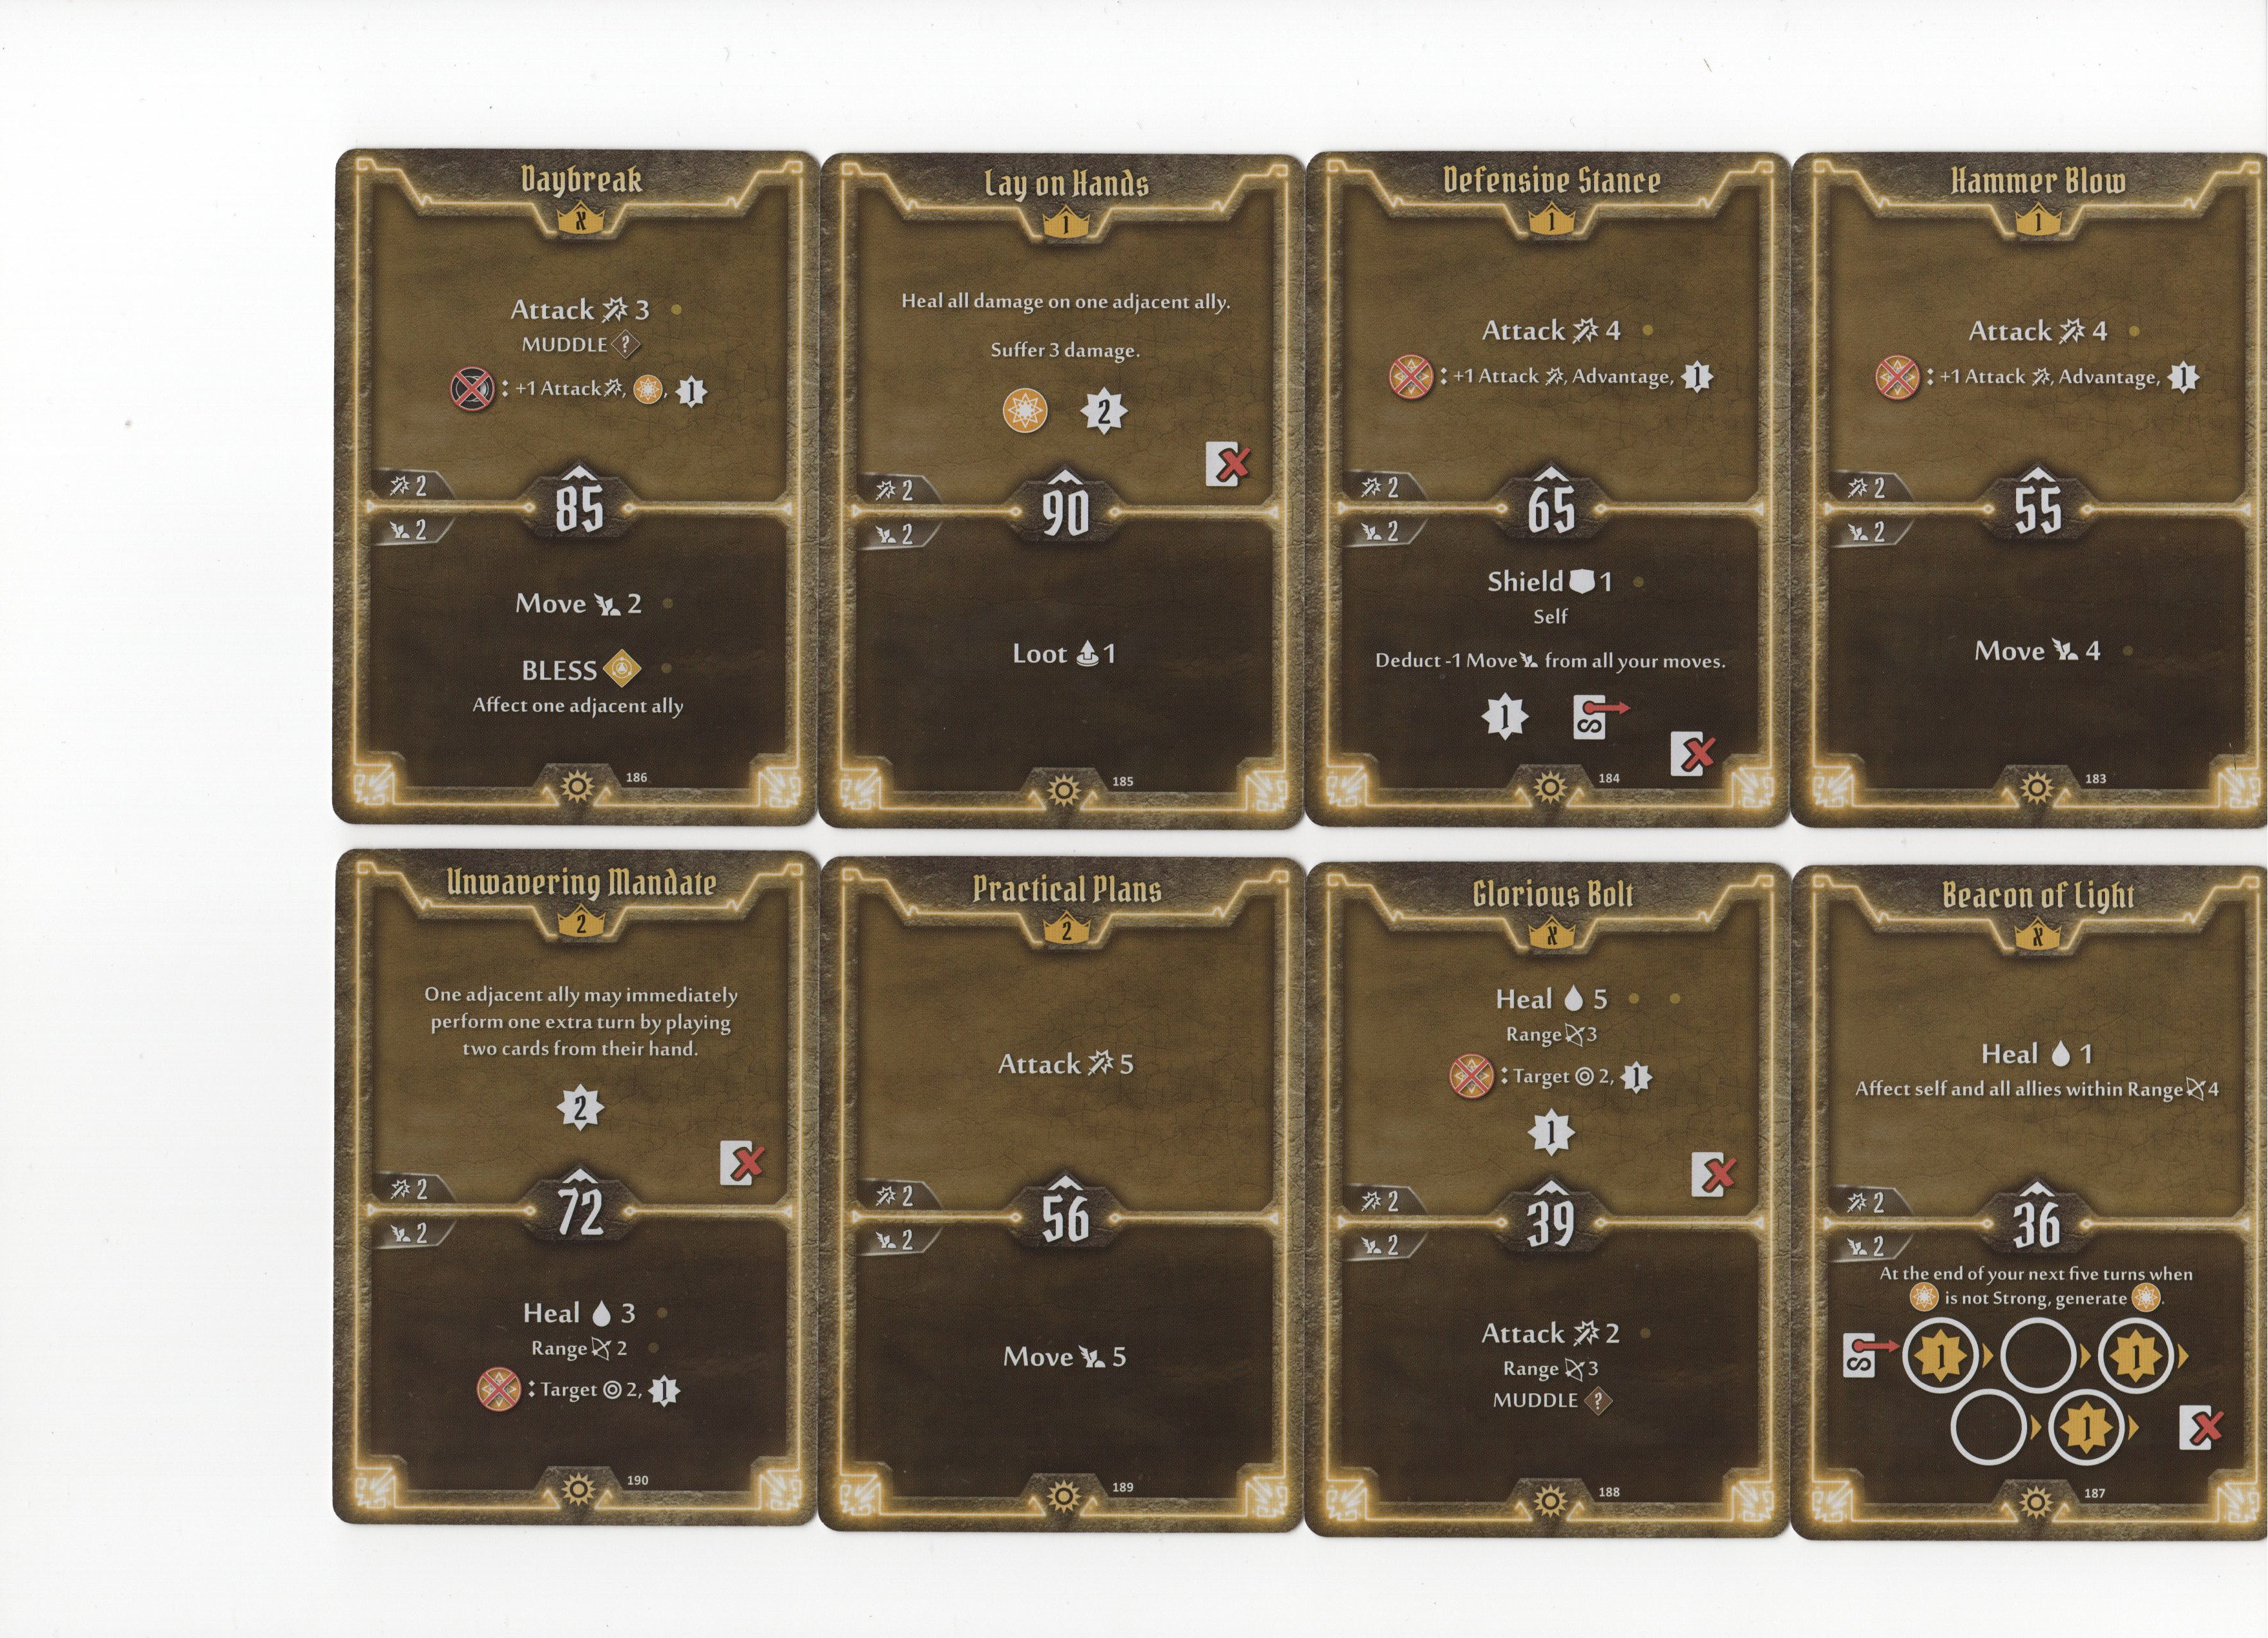 Daybreak
X
Attack 3
MUDDLE
: +1 Attack, , 1
2
85
2
Move 2
BLESS
Affect one adjacent ally
186
Lay on Hands
1
Heal all damage on one adjacent ally.
Suffer 3 damage.
2
2
90
2
Loot 1
185
Defensive Stance
1
Attack 4
: +1 Attack, Advantage, 1
2
65
2
Shield 1
Self
Deduct -1 Move from all your moves.
1
184
Hammer Blow
1
Attack 4
: +1 Attack, Advantage, 1
2
55
2
Move 4
183
Unwavering Mandate
2
One adjacent ally may immediately
perform one extra turn by playing
two cards from their hand.
2
2
72
2
Heal 3
Range 2
: Target 2, 1
190
Practical Plans
2
Attack 5
2
56
2
Move 5
189
Glorious Bolt
X
Heal 5
Range 3
: Target 2, 1
1
2
39
2
Attack 2
Range 3
MUDDLE
188
Beacon of Light
X
Heal 1
Affect self and all allies within Range 4
2
36
2
At the end of your next five turns when
is not Strong, generate .
1 1
1
187